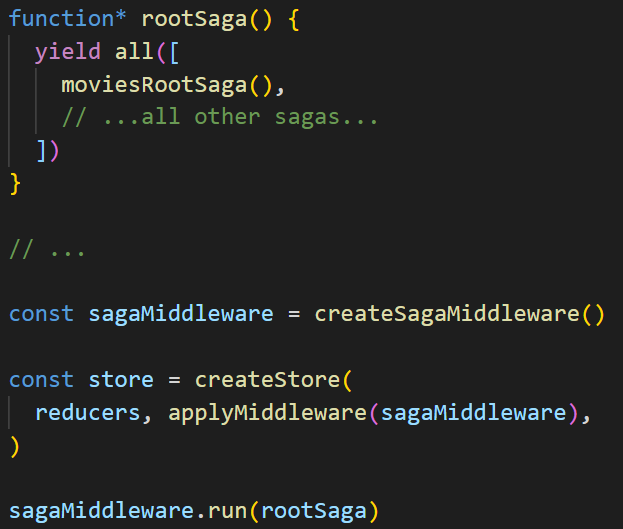 function* rootSaga() {
  yield all([
    moviesRootSaga(),
    // ...all other sagas...
  ])
}
// ...
const sagaMiddleware = createSagaMiddleware()
const store = createStore(
  reducers, applyMiddleware(sagaMiddleware),
)
sagaMiddleware.run(rootSaga)